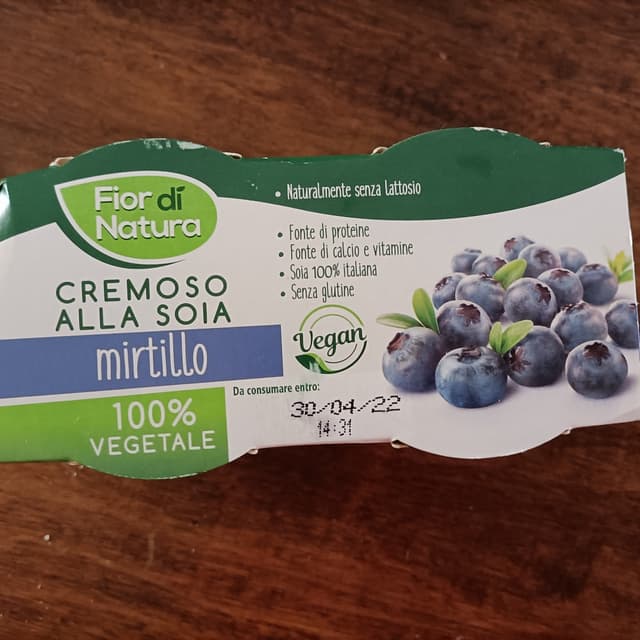 Fior di
Natura
CREMOSO
ALLA SOIA
mirtillo
100%
VEGETALE
• Naturalmente senza lattosio
• Fonte di proteine
• Fonte di calcio e vitamine
• Soia 100% italiana
• Senza glutine
Vegan
Da consumare entro:
30/04/22
14:31